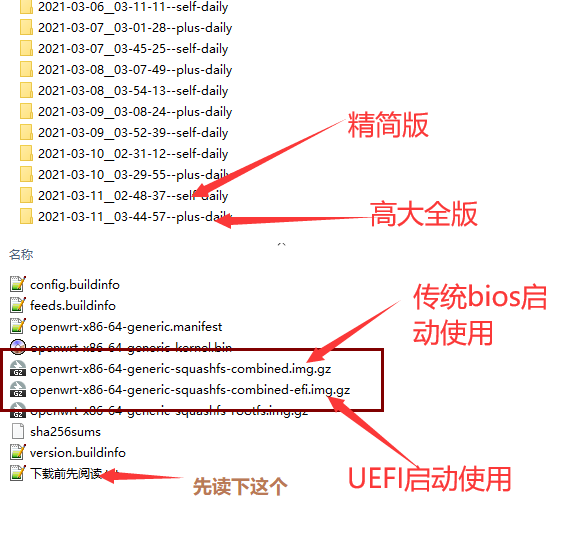 2021-03-06__03-11-11--self-daily
2021-03-07__03-01-28--plus-daily
2021-03-07__03-45-25--self-daily
2021-03-08__03-07-49--plus-daily
2021-03-08__03-54-13--self-daily
2021-03-09__03-08-24--plus-daily
2021-03-09__03-52-39--self-daily
2021-03-10__02-31-12--self-daily
2021-03-10__03-29-55--plus-daily
2021-03-11__02-48-37--self-daily
2021-03-11__03-44-57--plus-daily
精简版
高大全版
名称
config.buildinfo
feeds.buildinfo
openwrt-x86-64-generic.manifest
openwrt-x86-64-generic-kernel.bin
openwrt-x86-64-generic-squashfs-combined.img.gz
openwrt-x86-64-generic-squashfs-combined-efi.img.gz
openwrt-x86-64-generic-squashfs-rootfs.img.gz
sha256sums
version.buildinfo
下载前先阅读
传统bios启
动使用
UEFI启动使用
先读下这个